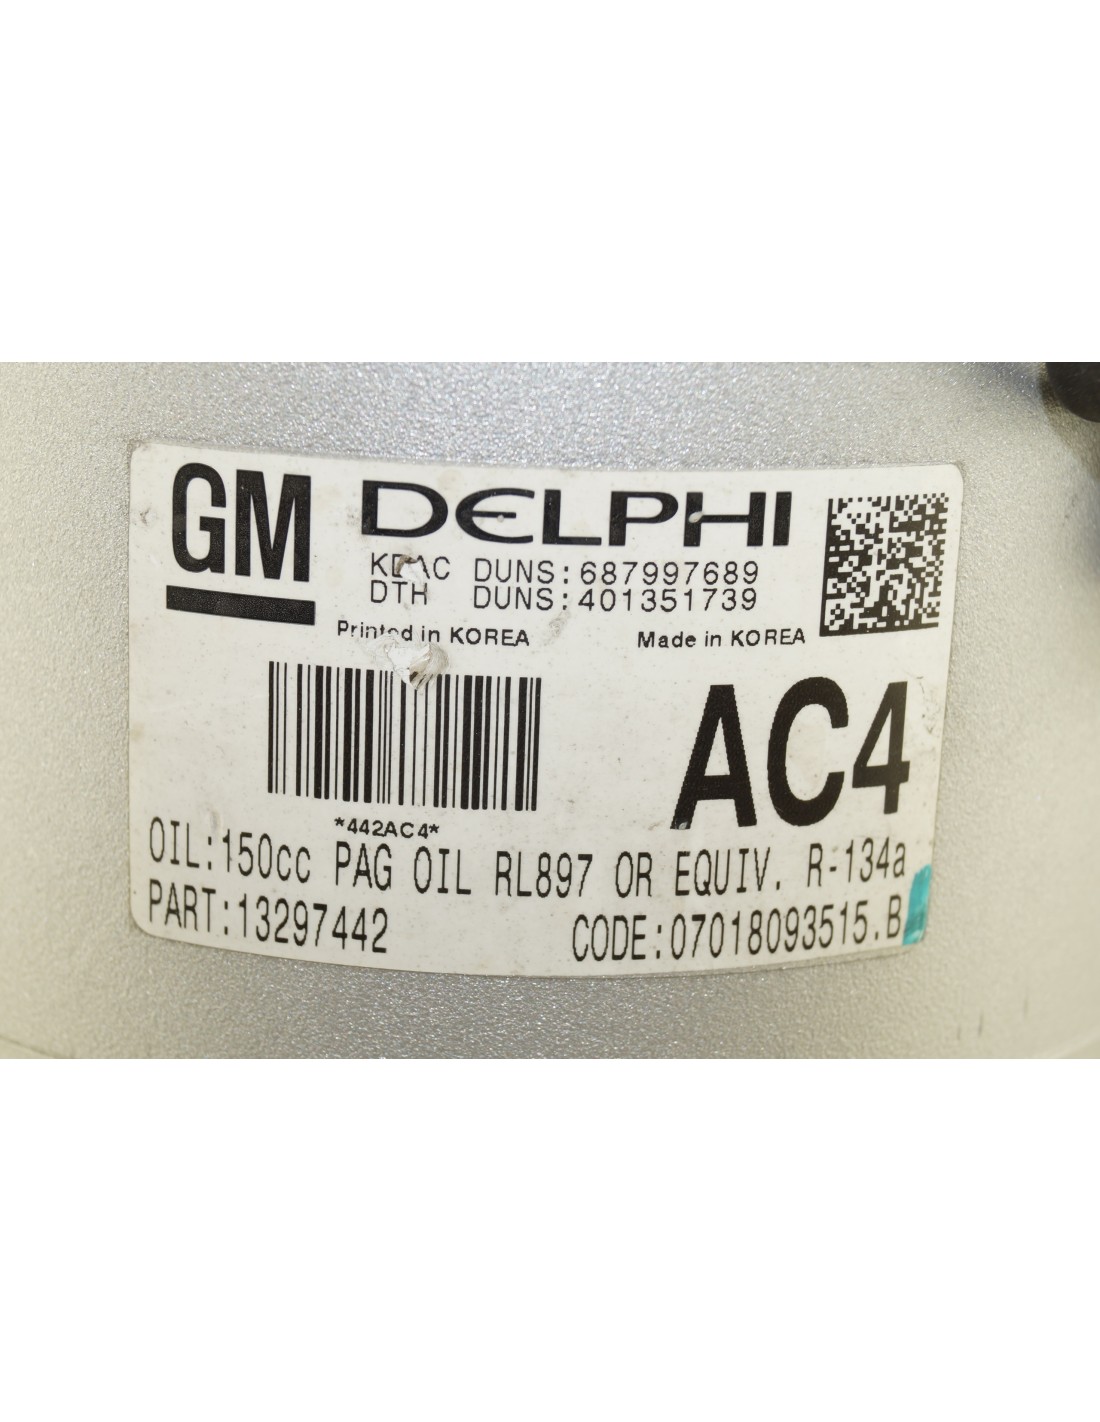 GM DELPHI
KDAC DUNS:687997689
DTH DUNS:401351739
Printed in KOREA Made in KOREA
AC4
*442AC4*
OIL:150cc PAG OIL RL897 OR EQUIV. R-134a
PART:13297442 CODE:07018093515.B